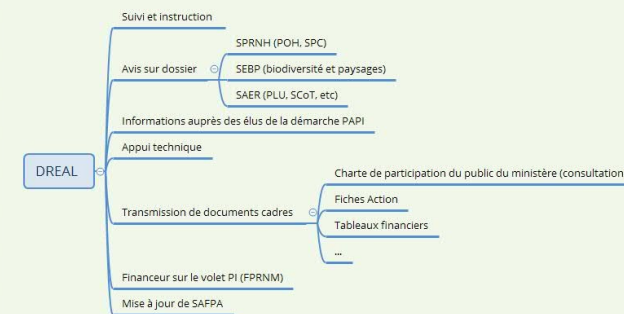 Suivi et instruction
SPRNH (POH, SPC)
Avis sur dossier
SEBP (biodiversité et paysages)
SAER (PLU, SCoT, etc)
Informations auprès des élus de la démarche PAPI
Appui technique
DREAL
Charte de participation du public du ministère (consultation
Fiches Action
Transmission de documents cadres
Tableaux financiers
...
Financeur sur le volet PI (FPRNM)
Mise à jour de SAFPA